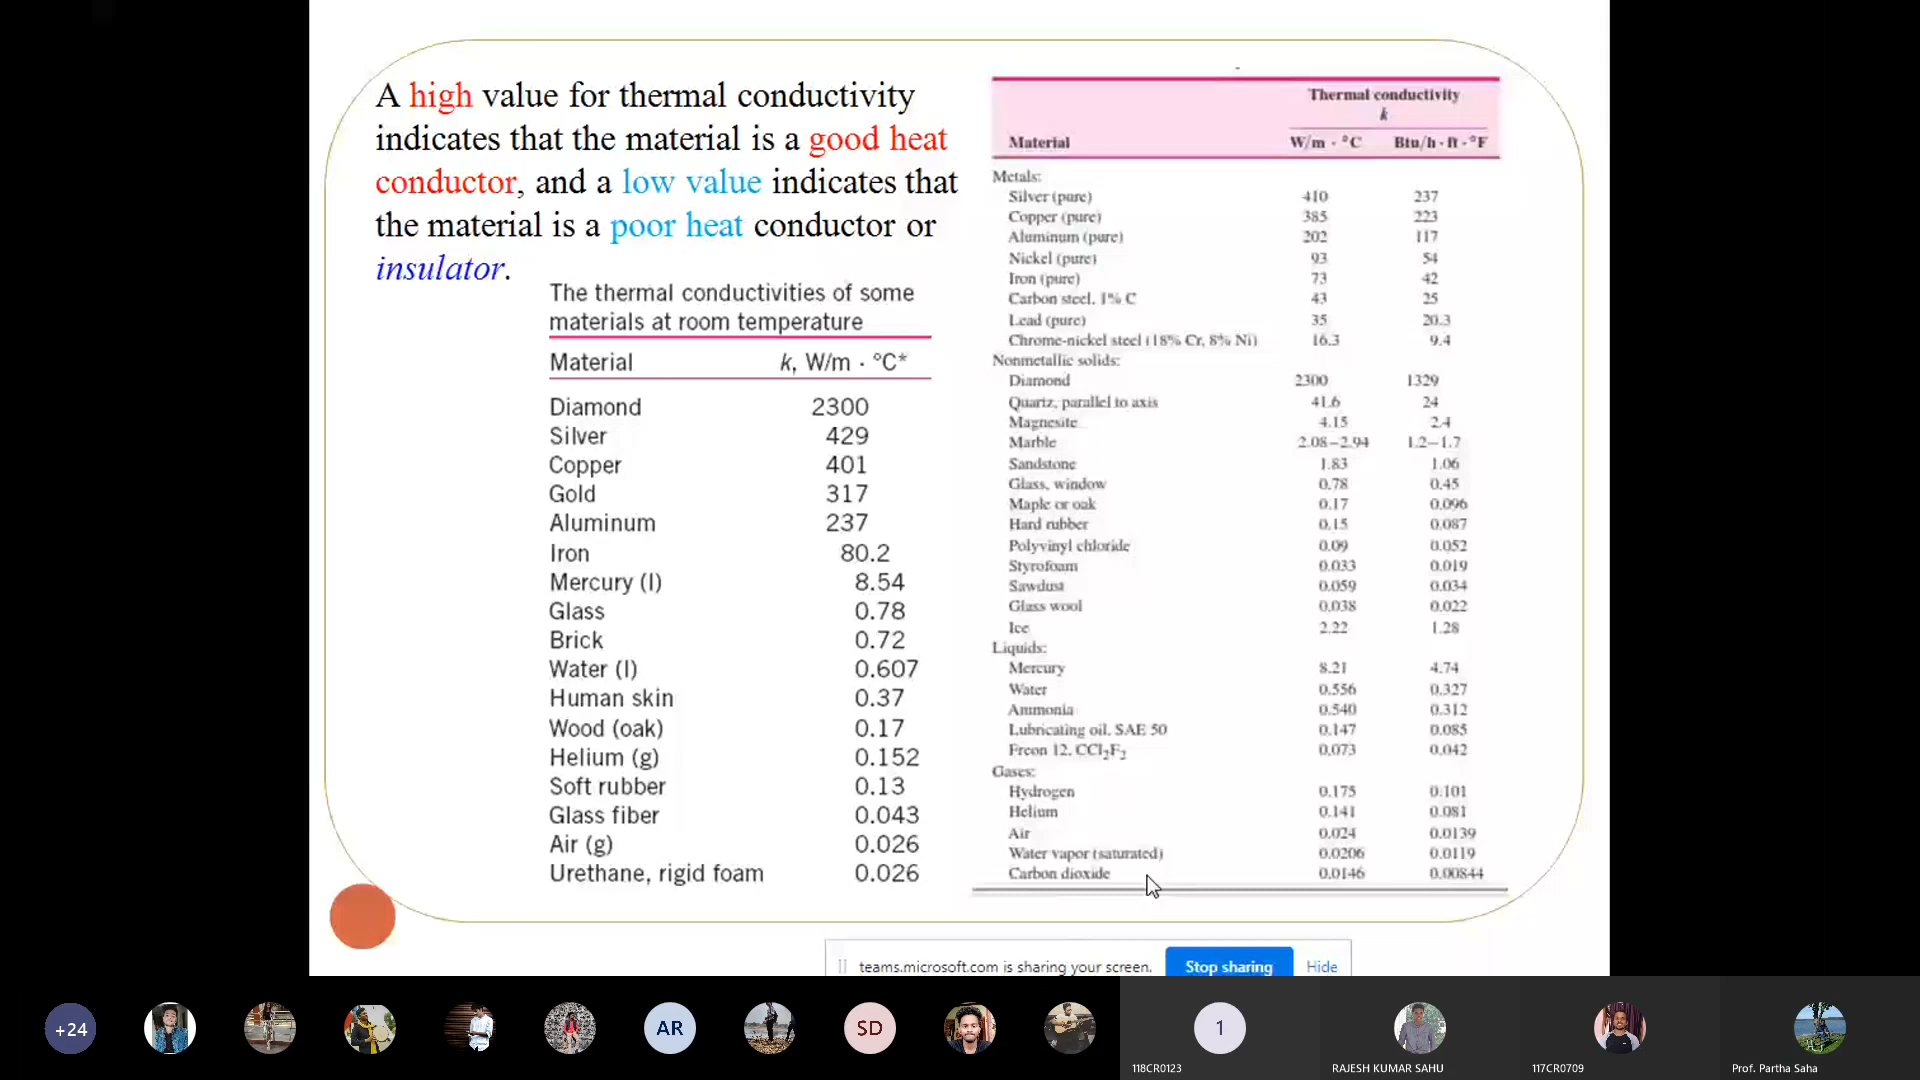 A high value for thermal conductivity
indicates that the material is a good heat
conductor, and a low value indicates that
the material is a poor heat conductor or
insulator.
The thermal conductivities of some
materials at room temperature
Material k, W/m · °C*
Diamond 2300
Silver 429
Copper 401
Gold 317
Aluminum 237
Iron 80.2
Mercury (l) 8.54
Glass 0.78
Brick 0.72
Water (l) 0.607
Human skin 0.37
Wood (oak) 0.17
Helium (g) 0.152
Soft rubber 0.13
Glass fiber 0.043
Air (g) 0.026
Urethane, rigid foam 0.026
Thermal conductivity
k
Material W/m · °C Btu/h · ft · °F
Metals:
Silver (pure) 410 237
Copper (pure) 385 223
Aluminum (pure) 202 117
Nickel (pure) 93 54
Iron (pure) 73 42
Carbon steel, 1% C 43 25
Lead (pure) 35 20.3
Chrome-nickel steel (18% Cr, 8% Ni) 16.3 9.4
Nonmetallic solids:
Diamond 2300 1329
Quartz, parallel to axis 41.6 24
Magnesite 4.15 2.4
Marble 2.08–2.94 1.2–1.7
Sandstone 1.83 1.06
Glass, window 0.78 0.45
Maple or oak 0.17 0.096
Hard rubber 0.15 0.087
Polyvinyl chloride 0.09 0.052
Styrofoam 0.033 0.019
Sawdust 0.059 0.034
Glass wool 0.038 0.022
Ice 2.22 1.28
Liquids:
Mercury 8.21 4.74
Water 0.556 0.327
Ammonia 0.540 0.312
Lubricating oil, SAE 50 0.147 0.085
Freon 12, CCl₂F₂ 0.073 0.042
Gases:
Hydrogen 0.175 0.101
Helium 0.141 0.081
Air 0.024 0.0139
Water vapor (saturated) 0.0206 0.0119
Carbon dioxide 0.0146 0.00844
teams.microsoft.com is sharing your screen. Stop sharing Hide
+24 AR SD 1
118CR0123 RAJESH KUMAR SAHU 117CR0709 Prof. Partha Saha